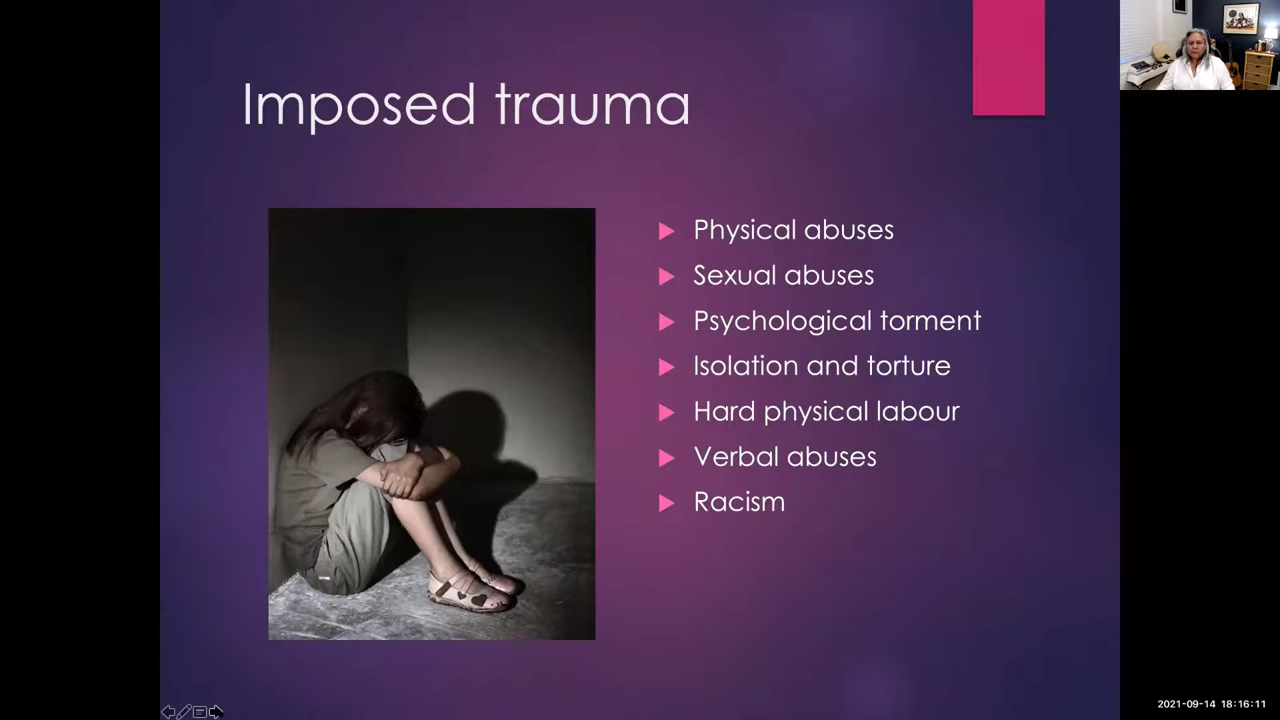 Imposed trauma
Physical abuses
Sexual abuses
Psychological torment
Isolation and torture
Hard physical labour
Verbal abuses
Racism
2021-09-14 18:16:11